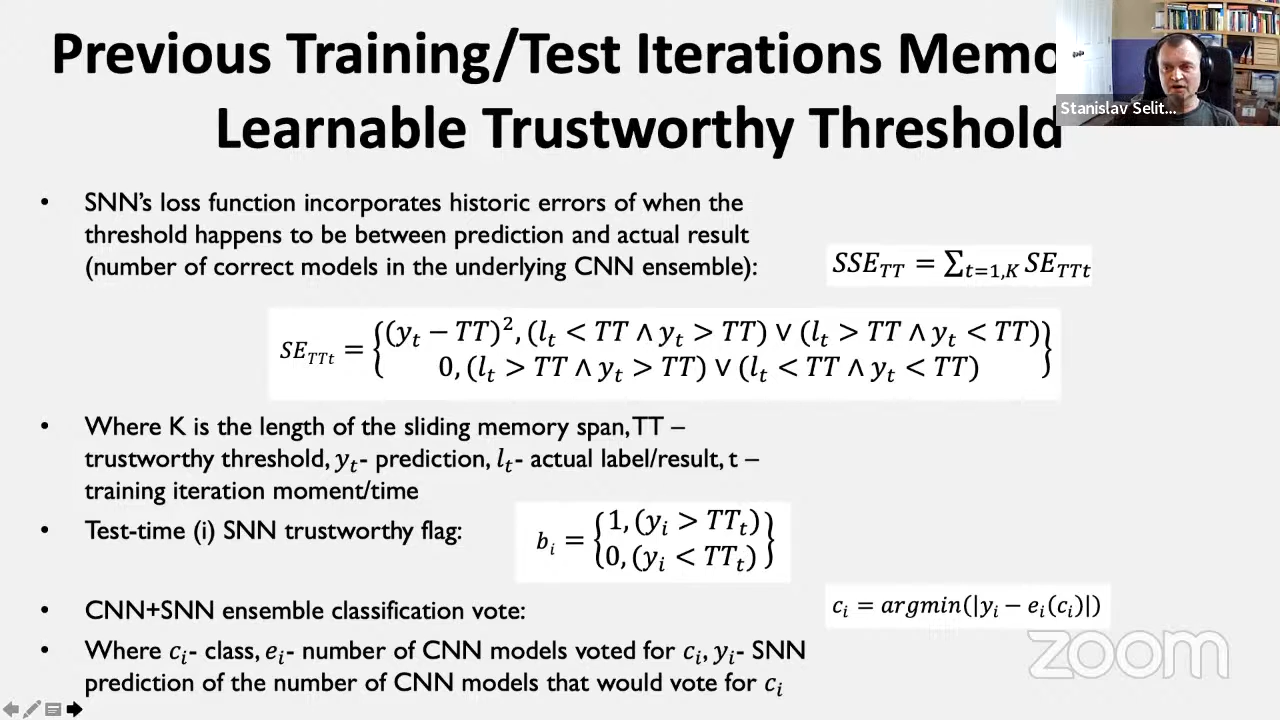 Previous Training/Test Iterations Memo
Learnable Trustworthy Threshold
Stanislav Selit...
• SNN's loss function incorporates historic errors of when the
threshold happens to be between prediction and actual result
(number of correct models in the underlying CNN ensemble):
SSE_TT = ∑_{t=1,K} SE_{TTt}
SE_{TTt} = {(y_t − TT)², (l_t < TT ∧ y_t > TT) ∨ (l_t > TT ∧ y_t < TT)
0, (l_t > TT ∧ y_t > TT) ∨ (l_t < TT ∧ y_t < TT)}
• Where K is the length of the sliding memory span, TT –
trustworthy threshold, y_t- prediction, l_t- actual label/result, t –
training iteration moment/time
• Test-time (i) SNN trustworthy flag:
b_i = {1, (y_i > TT_t)
0, (y_i < TT_t)}
• CNN+SNN ensemble classification vote:
c_i = argmin(|y_i − e_i(c_i)|)
• Where c_i- class, e_i- number of CNN models voted for c_i, y_i- SNN
prediction of the number of CNN models that would vote for c_i
zoom